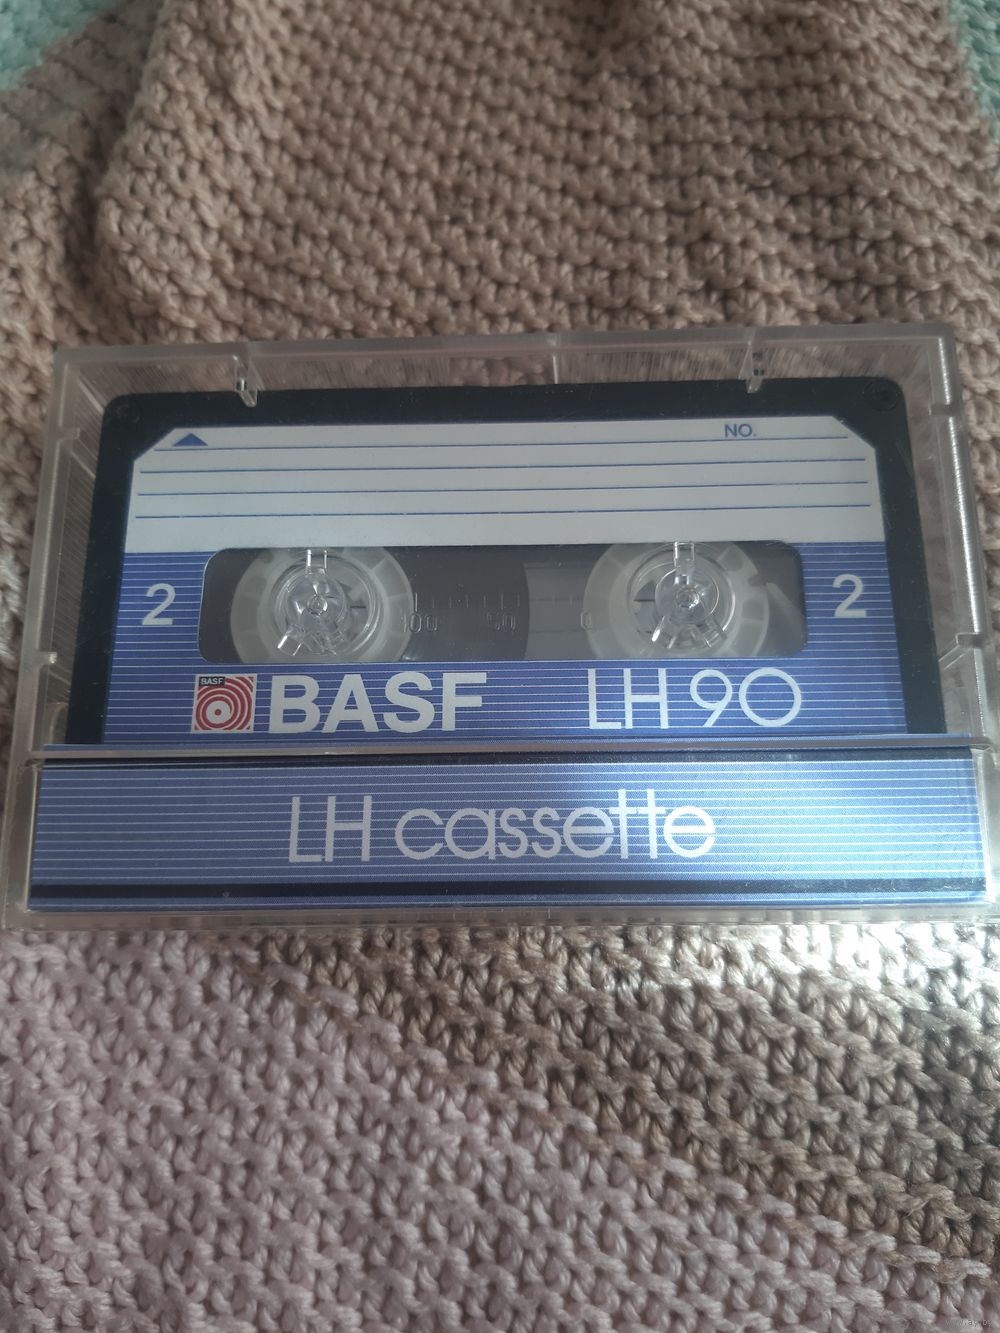 NO.
2 2
100 50 0
BASF
BASF LH 90
LH cassette